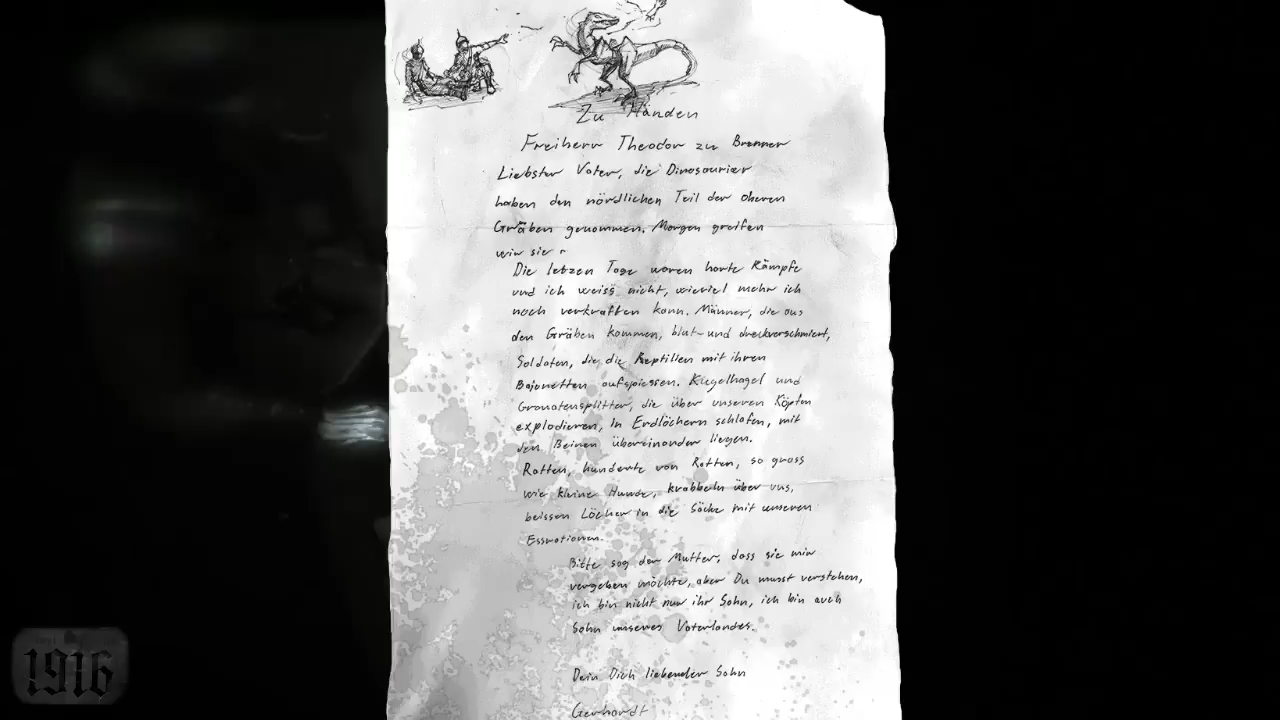 Zu Händen
Freiherr Theodor zu Brenner
Liebster Vater, die Dinosaurier
haben den nördlichen Teil der oberen
Gräben genommen. Morgen greifen
wir sie
Die letzen Tage waren harte Kämpfe
und ich weiss nicht, wieviel mehr ich
noch verkraften kann. Männer, die aus
den Gräben kommen, blut- und dreckverschmiert,
Soldaten, die die Reptilien mit ihren
Bajonetten aufspiessen. Kugelhagel und
Granatensplitter, die über unseren Köpfen
explodieren, In Erdlöchern schlafen, mit
den Beinen übereinander liegen.
Ratten, hunderte von Ratten, so gross
wie kleine Hunde, krabbeln über uns,
beissen Löcher in die Säcke mit unseren
Essrationen.
Bitte sag der Mutter, dass sie mir
vergeben möchte, aber Du musst verstehen,
ich bin nicht nur ihr Sohn, ich bin auch
Sohn unseres Vaterlandes.
Dein Dich liebender Sohn
Gerhardt
1916